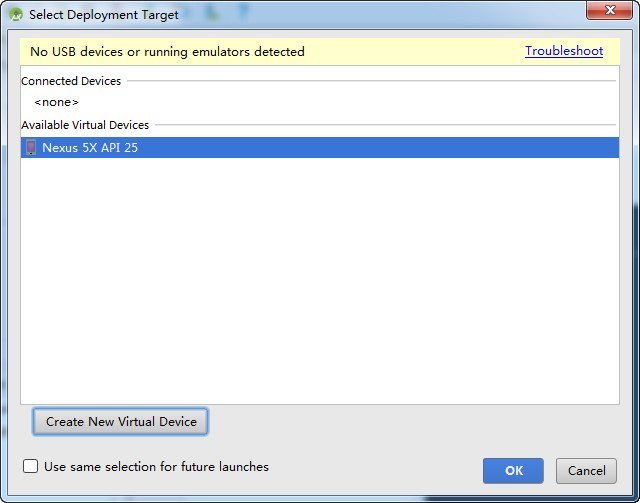 Select Deployment Target
No USB devices or running emulators detected Troubleshoot
Connected Devices
<none>
Available Virtual Devices
Nexus 5X API 25
Create New Virtual Device
Use same selection for future launches
OK Cancel